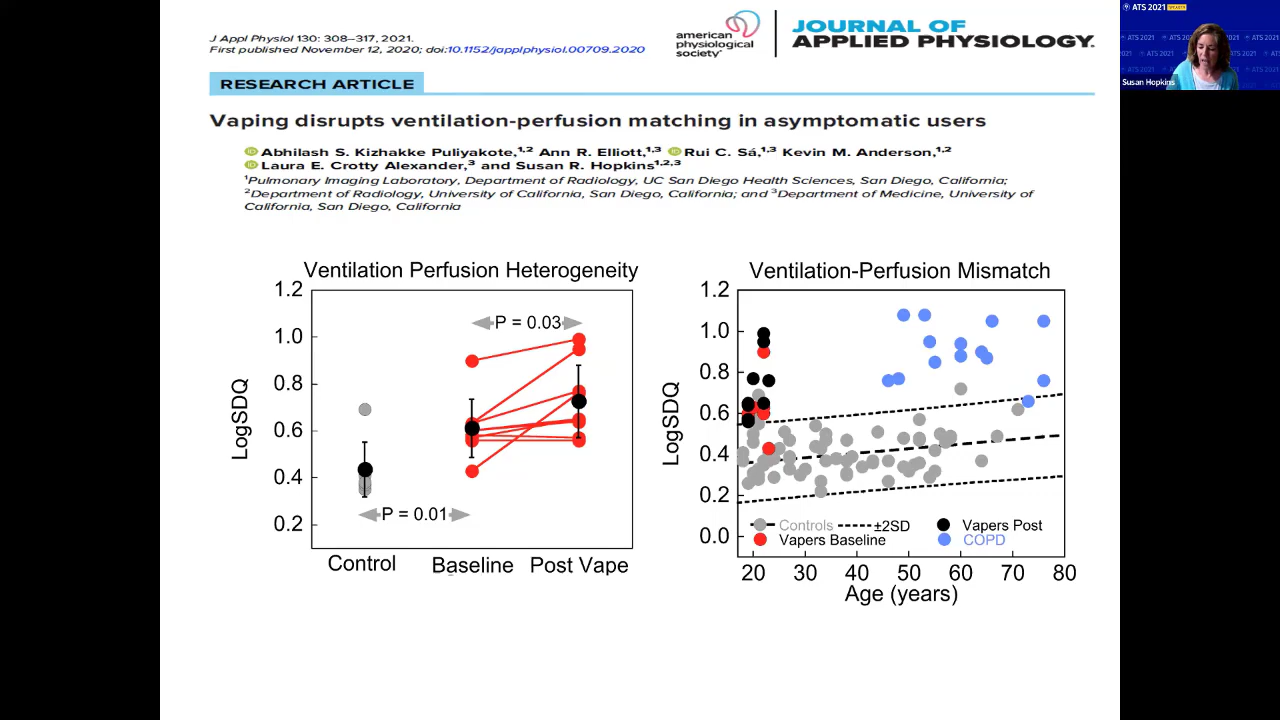 J Appl Physiol 130: 308–317, 2021.
First published November 12, 2020; doi:10.1152/japplphysiol.00709.2020
american
physiological
society
JOURNAL OF
APPLIED PHYSIOLOGY.
ATS 2021 SPEAKER
Susan Hopkins
RESEARCH ARTICLE
Vaping disrupts ventilation-perfusion matching in asymptomatic users
iD Abhilash S. Kizhakke Puliyakote,1,2 Ann R. Elliott,1,3 iD Rui C. Sá,1,3 Kevin M. Anderson,1,2
iD Laura E. Crotty Alexander,3 and Susan R. Hopkins1,2,3
1Pulmonary Imaging Laboratory, Department of Radiology, UC San Diego Health Sciences, San Diego, California;
2Department of Radiology, University of California, San Diego, California; and 3Department of Medicine, University of
California, San Diego, California
Ventilation Perfusion Heterogeneity
LogSDQ
1.2
1.0
0.8
0.6
0.4
0.2
P = 0.03
P = 0.01
Control
Baseline
Post Vape
Ventilation-Perfusion Mismatch
LogSDQ
1.2
1.0
0.8
0.6
0.4
0.2
0.0
Controls
±2SD
Vapers Post
Vapers Baseline
COPD
20 30 40 50 60 70 80
Age (years)